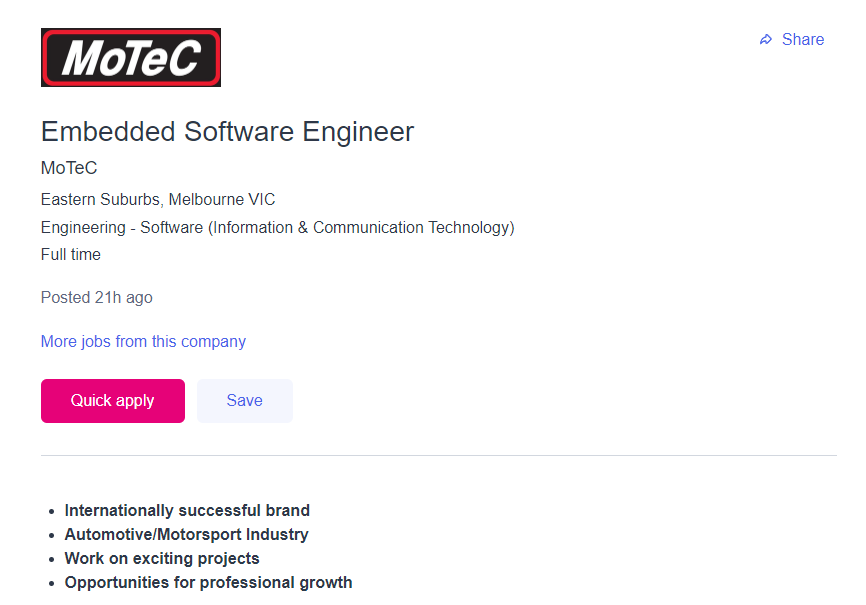 MoTeC
Share
Embedded Software Engineer
MoTeC
Eastern Suburbs, Melbourne VIC
Engineering - Software (Information & Communication Technology)
Full time
Posted 21h ago
More jobs from this company
Quick apply
Save
Internationally successful brand
Automotive/Motorsport Industry
Work on exciting projects
Opportunities for professional growth